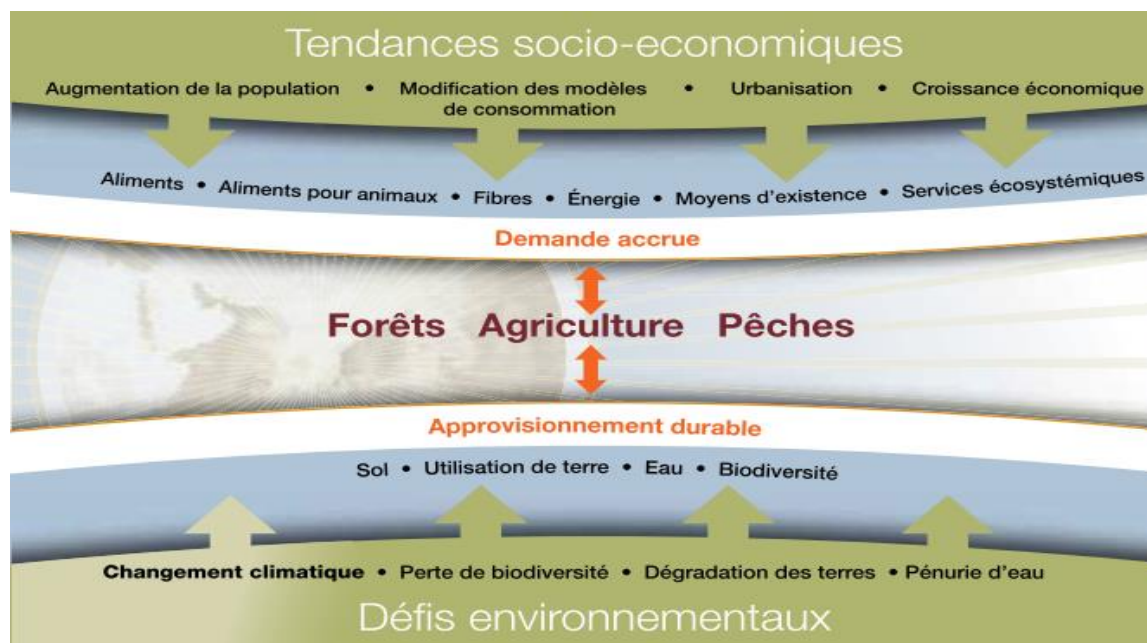 Tendances socio-economiques
Augmentation de la population • Modification des modèles de consommation • Urbanisation • Croissance économique
Aliments • Aliments pour animaux • Fibres • Énergie • Moyens d'existence • Services écosystémiques
Demande accrue
Forêts Agriculture Pêches
Approvisionnement durable
Sol • Utilisation de terre • Eau • Biodiversité
Changement climatique • Perte de biodiversité • Dégradation des terres • Pénurie d'eau
Défis environnementaux